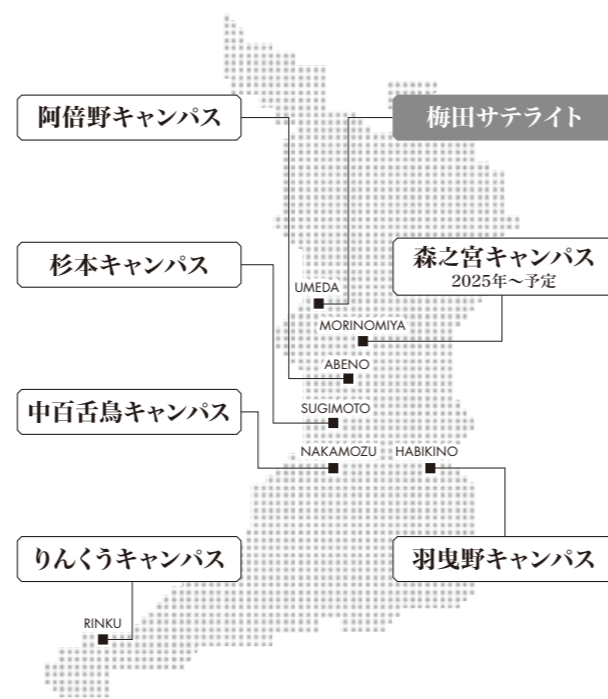 阿倍野キャンパス
梅田サテライト
杉本キャンパス
森之宮キャンパス
2025年~予定
UMEDA
MORINOMIYA
ABENO
SUGIMOTO
中百舌鳥キャンパス
NAKAMOZU
HABIKINO
りんくうキャンパス
羽曳野キャンパス
RINKU